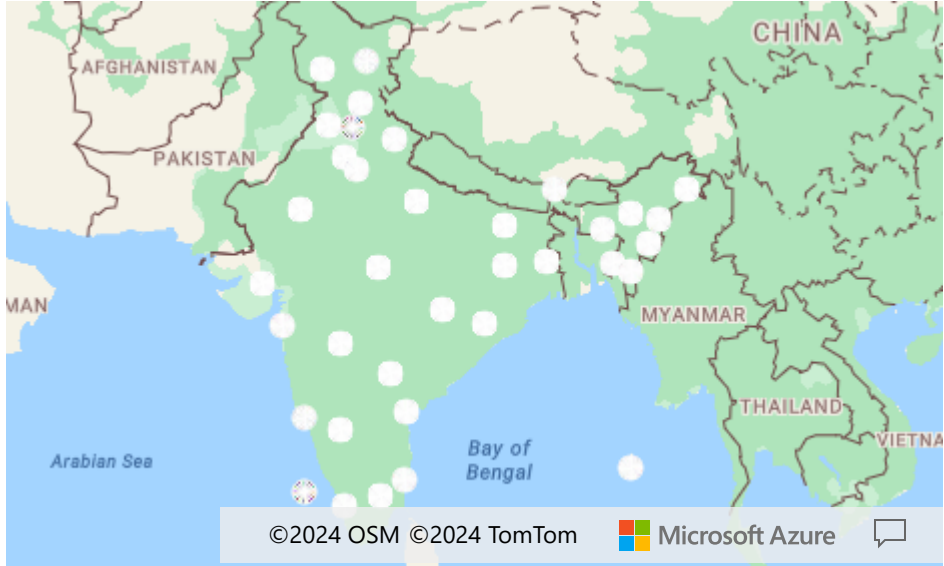 CHINA
AFGHANISTAN
PAKISTAN
MAN
MYANMAR
THAILAND
VIETNA
Bay of
Bengal
Arabian Sea
©2024 OSM ©2024 TomTom
Microsoft Azure